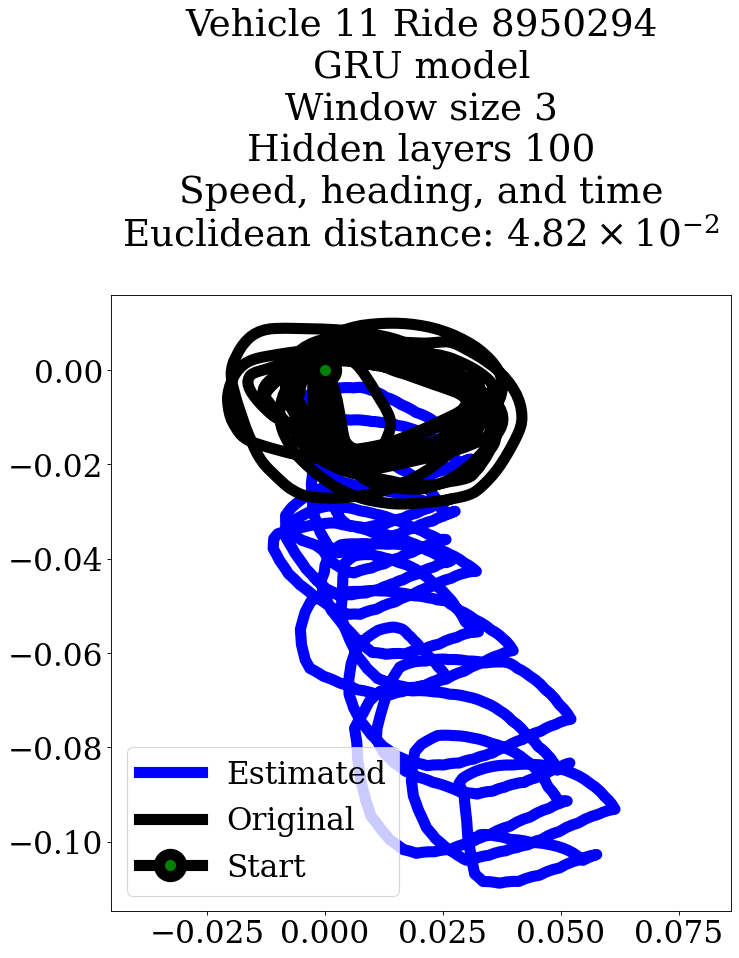 Vehicle 11 Ride 8950294
GRU model
Window size 3
Hidden layers 100
Speed, heading, and time
Euclidean distance: 4.82 × 10⁻²
0.00
−0.02
−0.04
−0.06
−0.08
−0.10
Estimated
Original
Start
−0.025 0.000 0.025 0.050 0.075